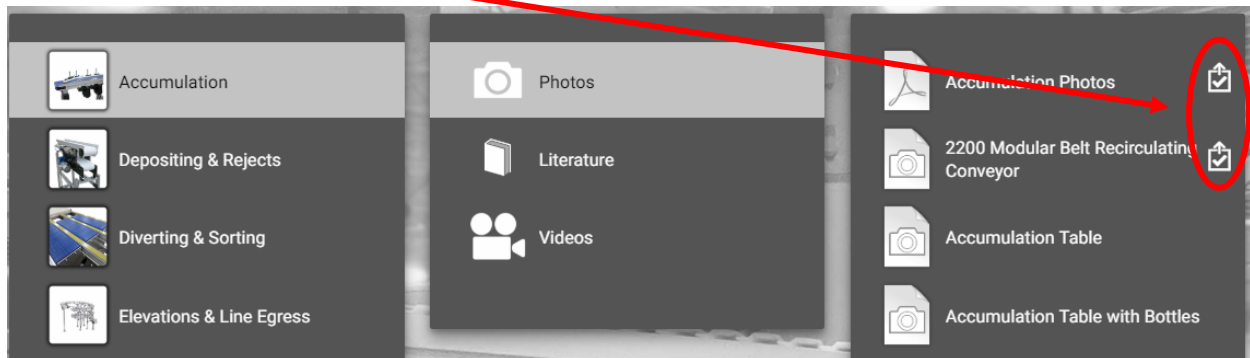 Accumulation
Depositing & Rejects
Diverting & Sorting
Elevations & Line Egress
Photos
Literature
Videos
Accumulation Photos
2200 Modular Belt Recirculating
Conveyor
Accumulation Table
Accumulation Table with Bottles